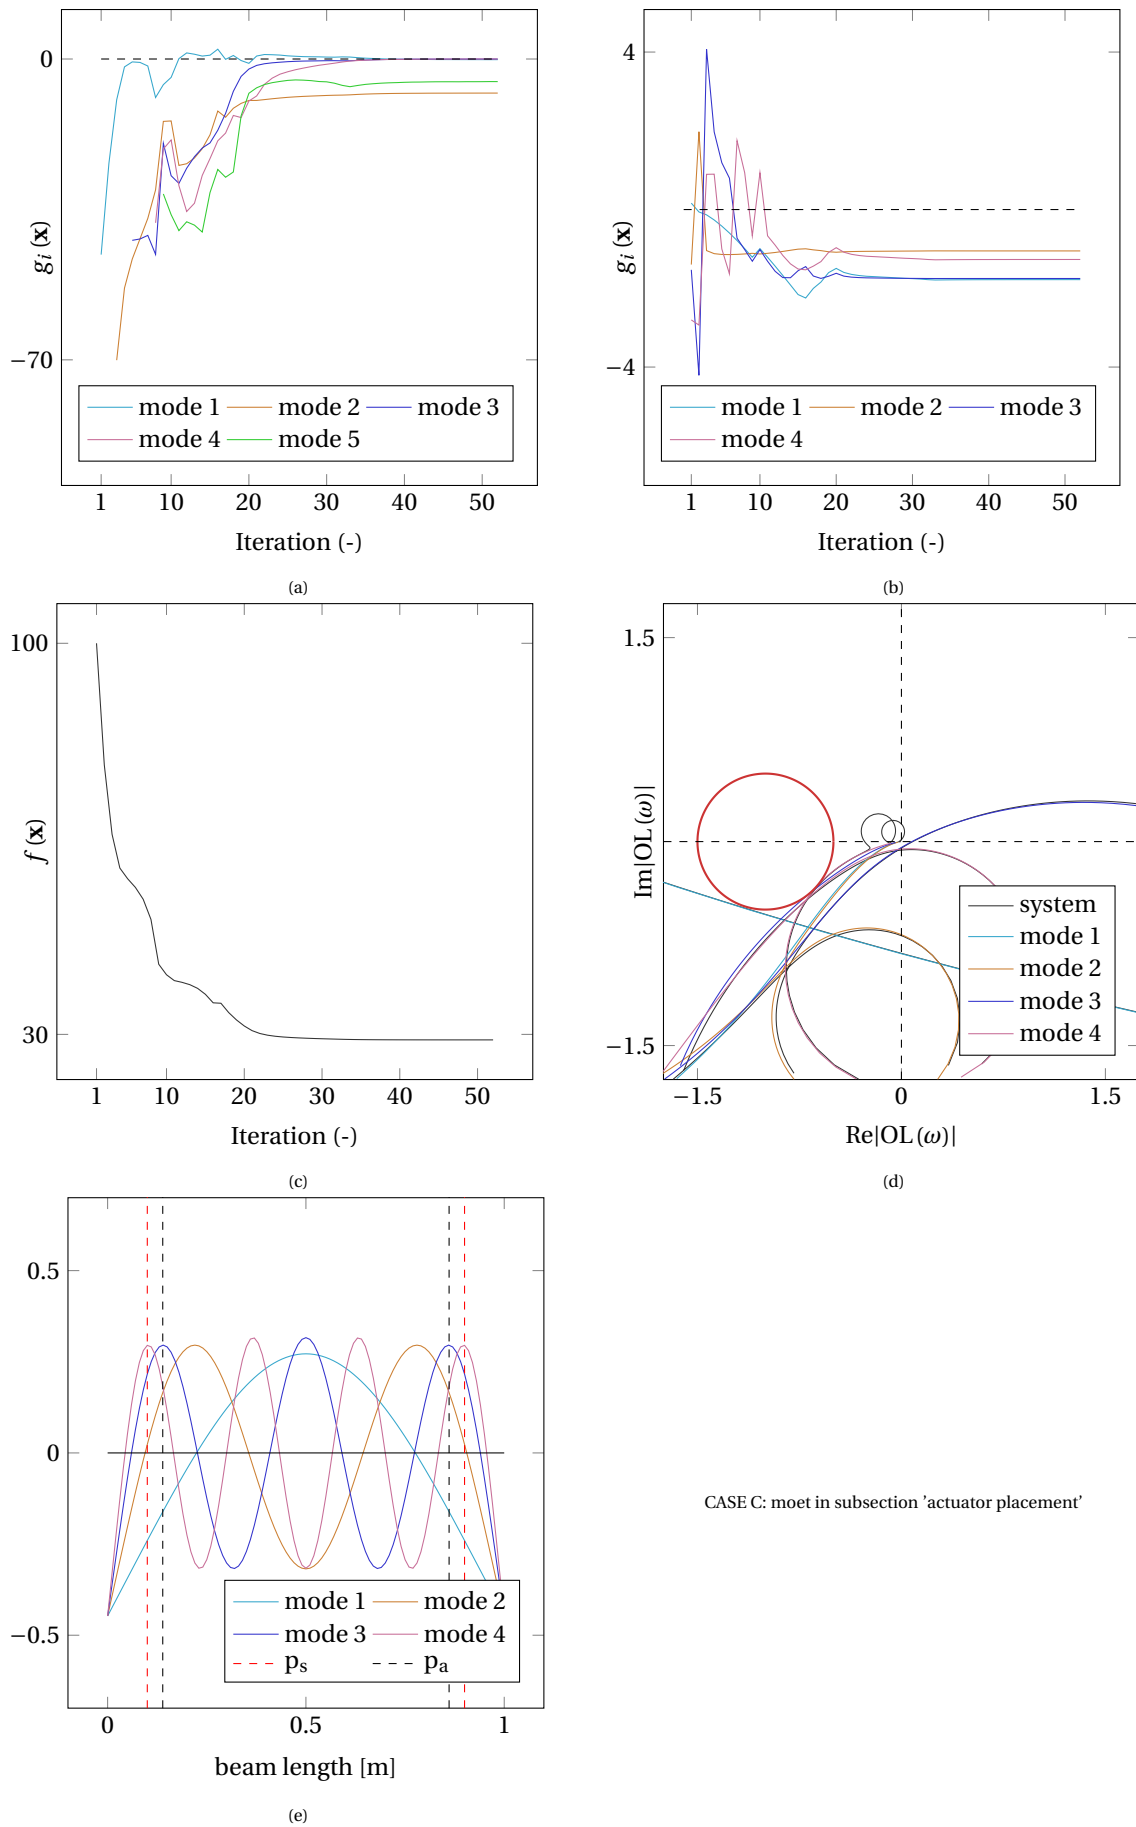 0
−70
g_i(x)
mode 1 mode 2 mode 3
mode 4 mode 5
1 10 20 30 40 50
Iteration (-)
(a)
4
−4
g_i(x)
mode 1 mode 2 mode 3
mode 4
1 10 20 30 40 50
Iteration (-)
(b)
100
30
f(x)
1 10 20 30 40 50
Iteration (-)
(c)
1.5
−1.5
Im|OL(ω)|
system
mode 1
mode 2
mode 3
mode 4
−1.5 0 1.5
Re|OL(ω)|
(d)
0.5
0
−0.5
mode 1 mode 2
mode 3 mode 4
p_s p_a
0 0.5 1
beam length [m]
(e)
CASE C: moet in subsection ’actuator placement’